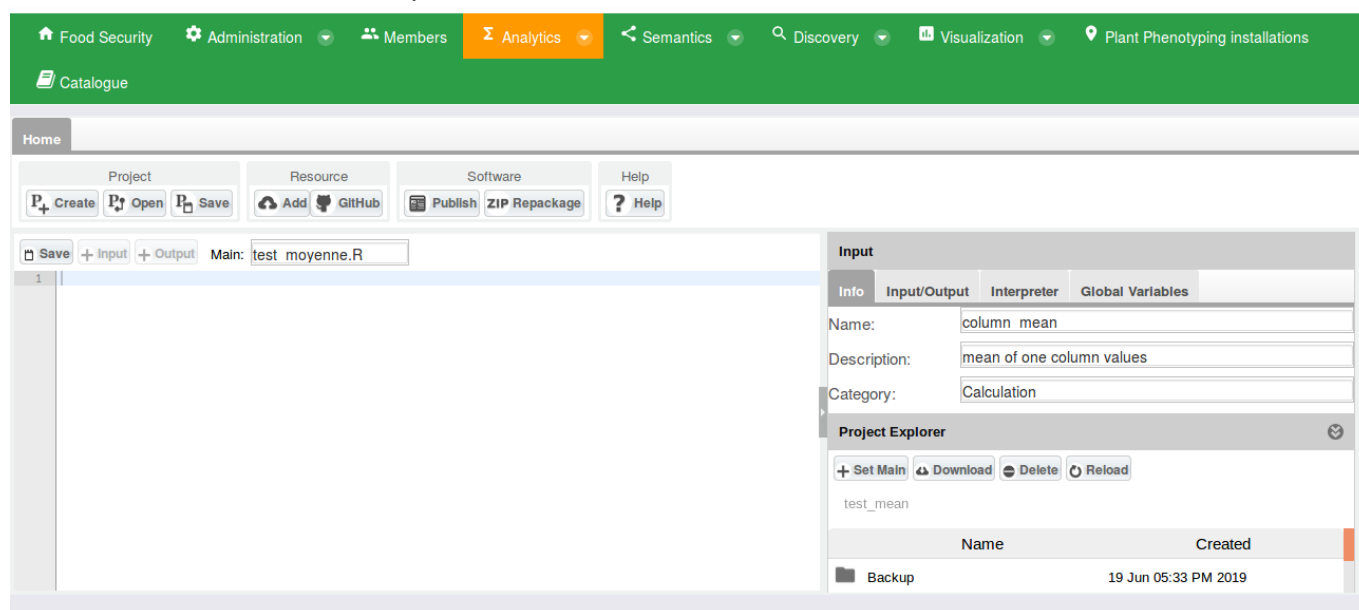 Food Security Administration Members Σ Analytics Semantics Discovery Visualization Plant Phenotyping installations
Catalogue
Home
Project Resource Software Help
P+ Create P Open P Save Add GitHub Publish ZIP Repackage ? Help
Save + Input + Output Main: test_moyenne.R
1
Input
Info Input/Output Interpreter Global Variables
Name: column_mean
Description: mean of one column values
Category: Calculation
Project Explorer
+ Set Main Download Delete Reload
test_mean
Name Created
Backup 19 Jun 05:33 PM 2019